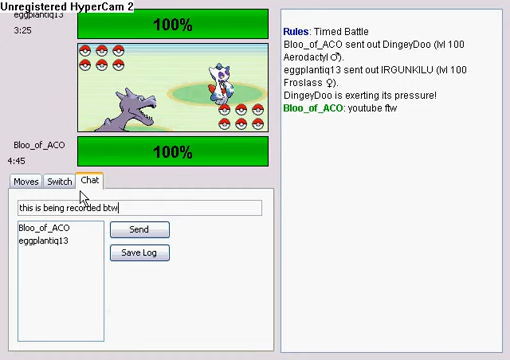 Unregistered HyperCam 2
eggplantiq13
3:25
100%
Bloo_of_ACO
4:45
100%
Moves
Switch
Chat
this is being recorded btw
Bloo_of_ACO
eggplantiq13
Send
Save Log
Rules: Timed Battle
Bloo_of_ACO sent out DingeyDoo (lvl 100
Aerodactyl ♂).
eggplantiq13 sent out IRGUNKILU (lvl 100
Froslass ♀).
DingeyDoo is exerting its pressure!
Bloo_of_ACO: youtube ftw